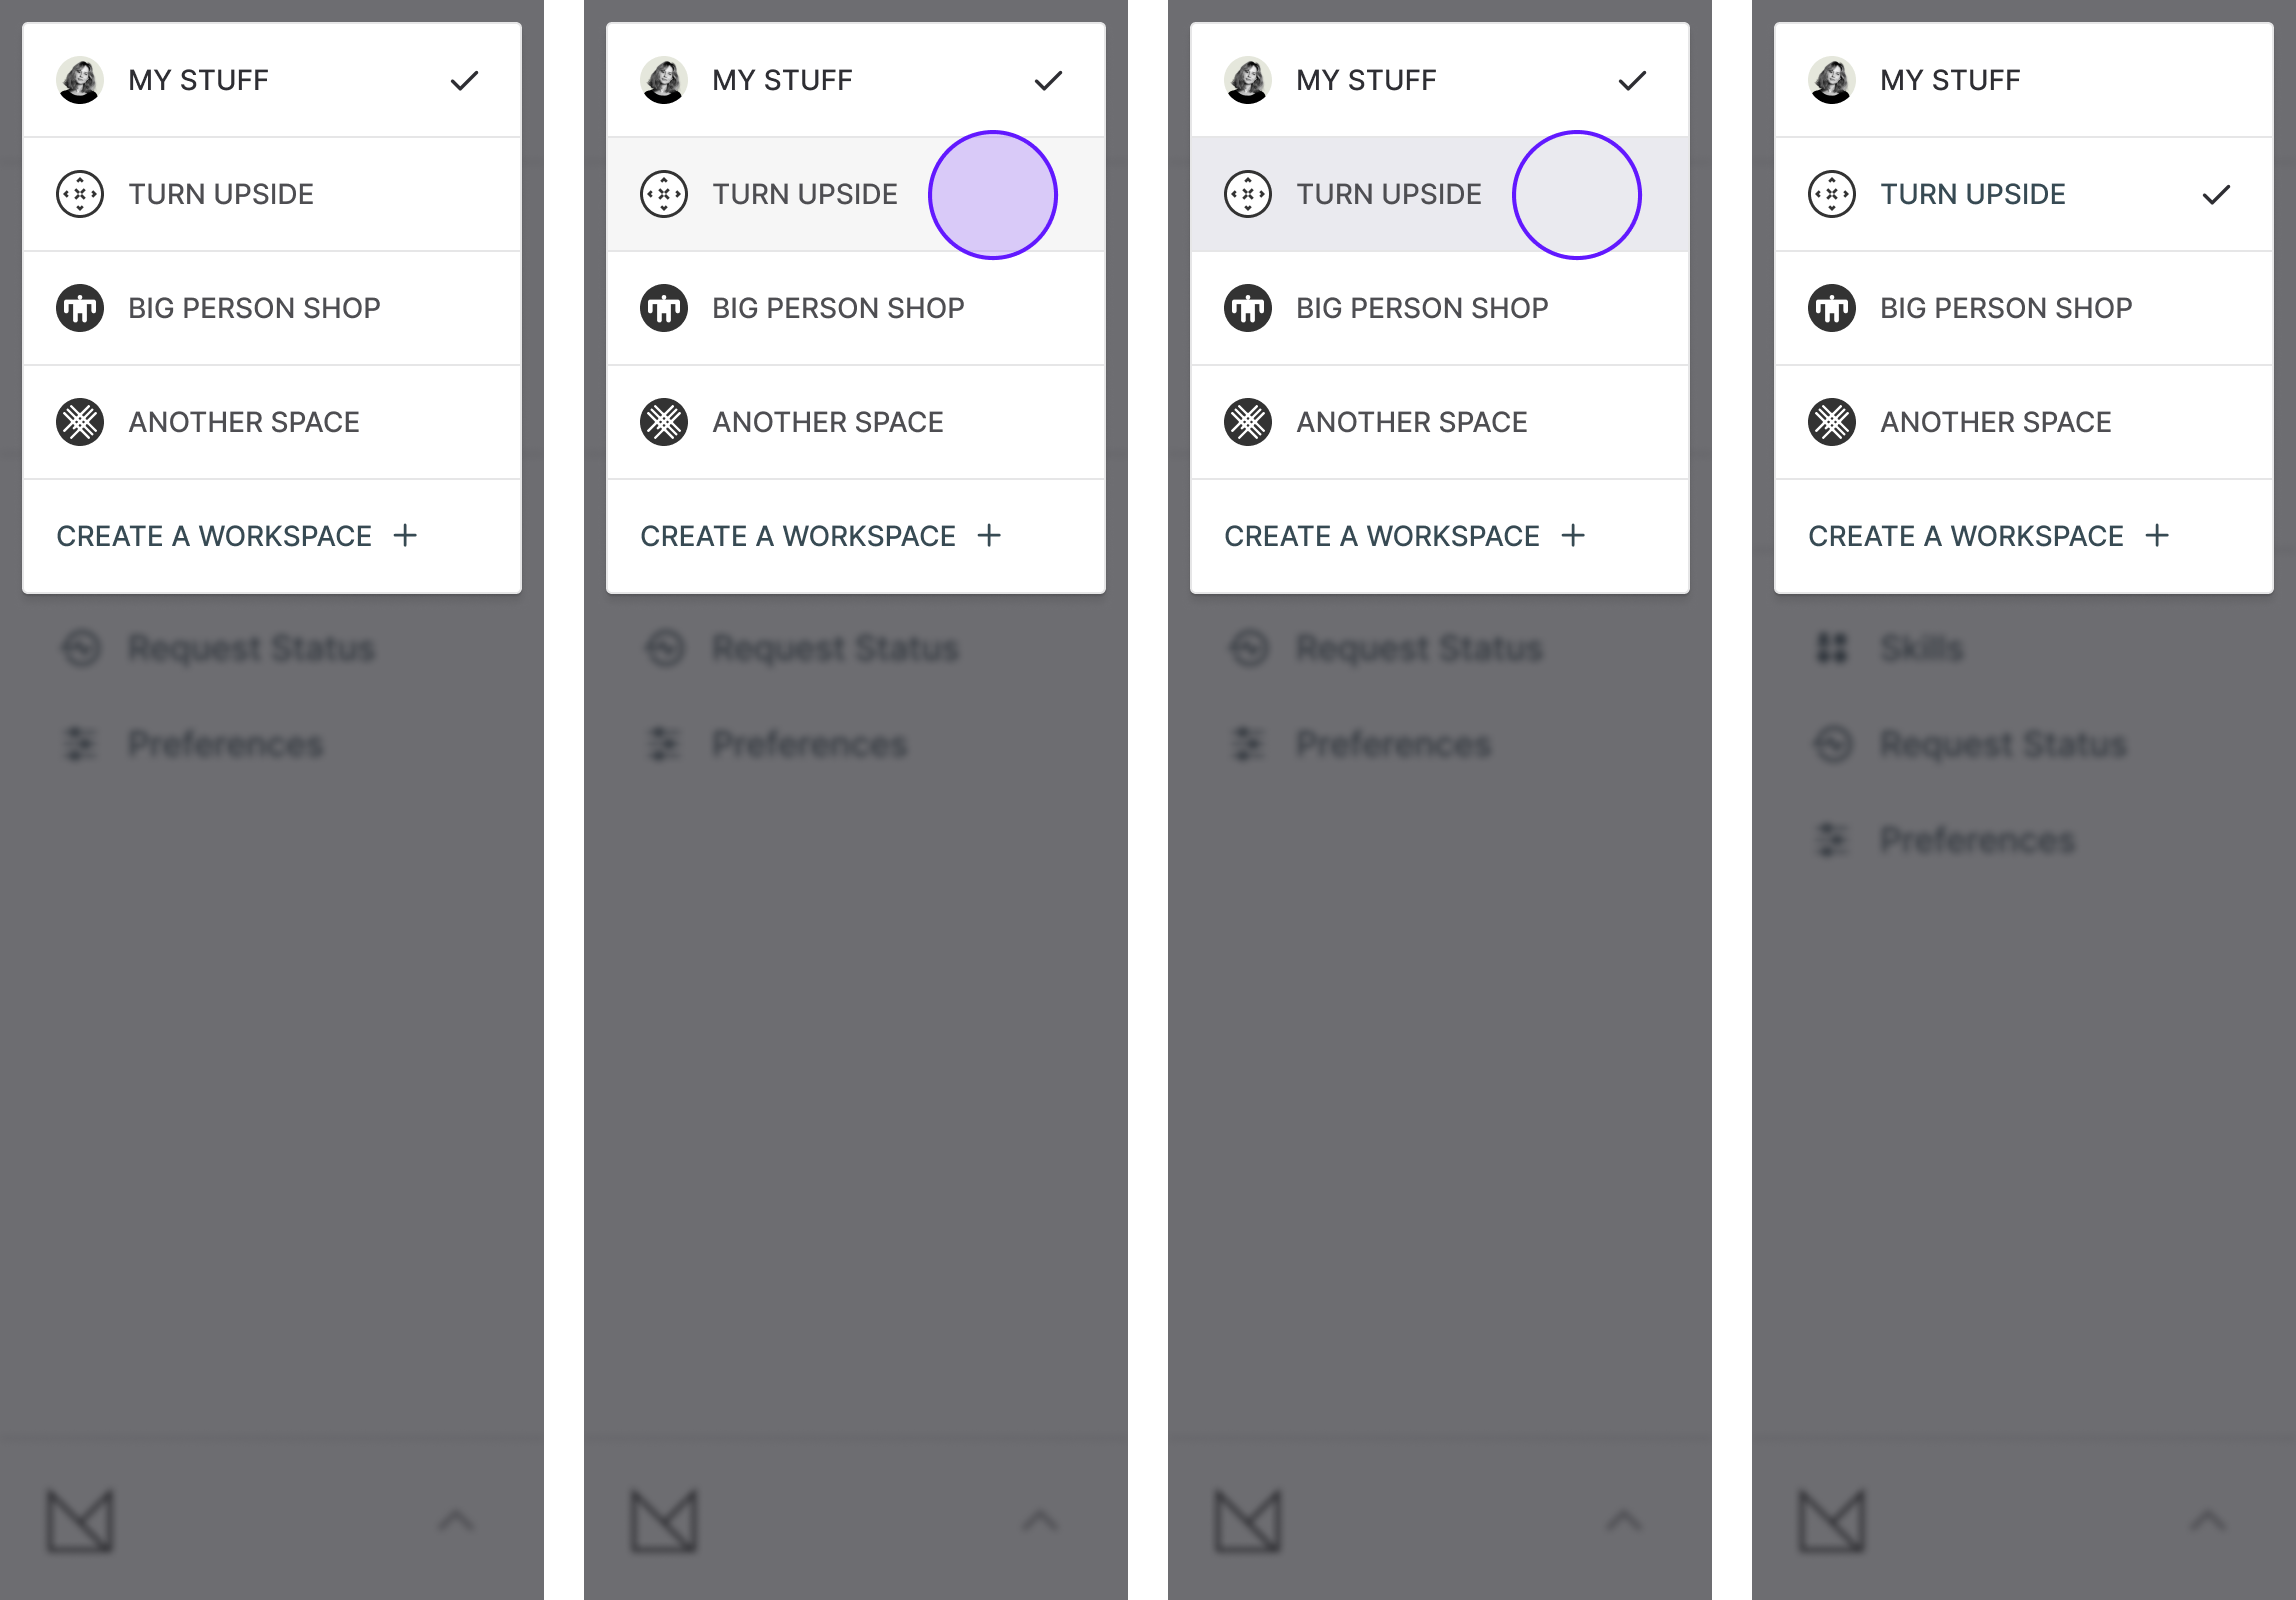 MY STUFF
TURN UPSIDE
BIG PERSON SHOP
ANOTHER SPACE
CREATE A WORKSPACE +
Request Status
Preferences
MY STUFF
TURN UPSIDE
BIG PERSON SHOP
ANOTHER SPACE
CREATE A WORKSPACE +
Request Status
Preferences
MY STUFF
TURN UPSIDE
BIG PERSON SHOP
ANOTHER SPACE
CREATE A WORKSPACE +
Request Status
Preferences
MY STUFF
TURN UPSIDE
BIG PERSON SHOP
ANOTHER SPACE
CREATE A WORKSPACE +
Skills
Request Status
Preferences